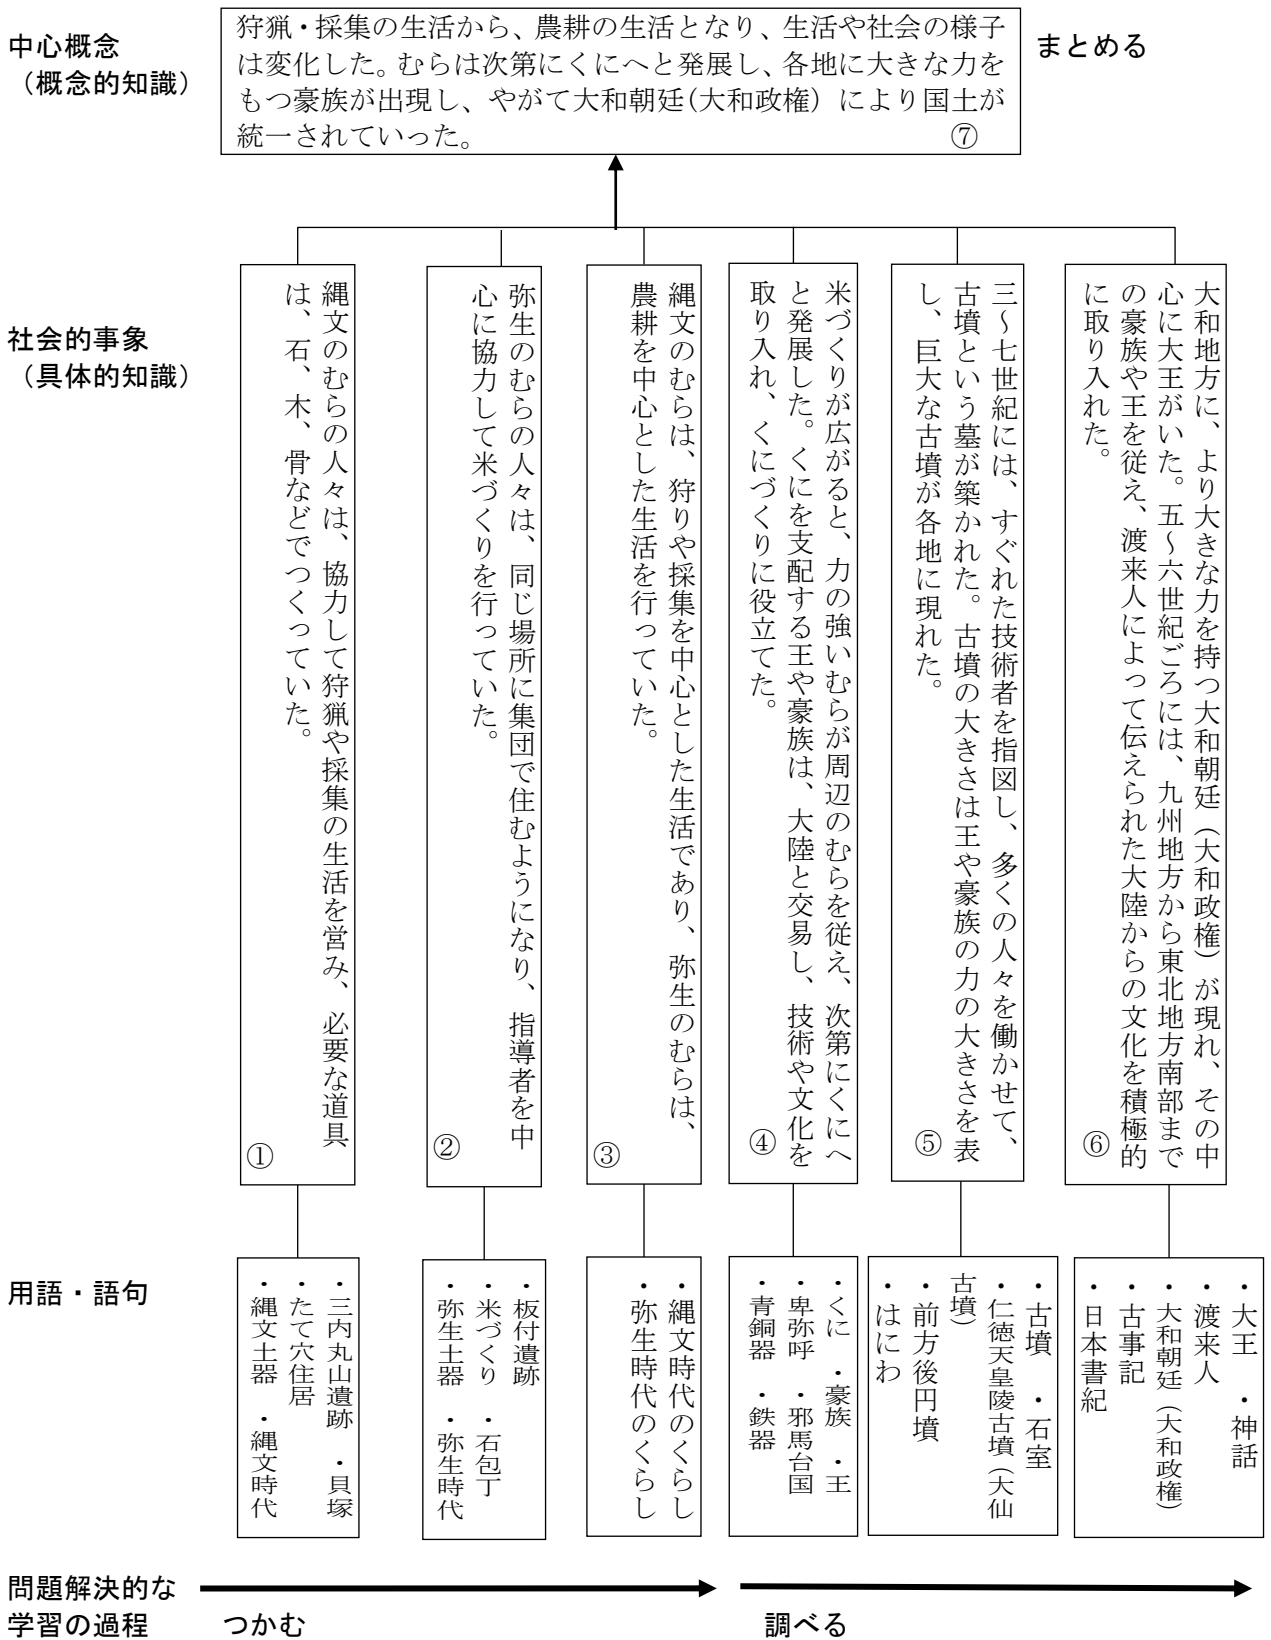 中心概念
（概念的知識）
狩猟・採集の生活から、農耕の生活となり、生活や社会の様子
は変化した。むらは次第にくにへと発展し、各地に大きな力を
もつ豪族が出現し、やがて大和朝廷(大和政権）により国土が
統一されていった。 ⑦
まとめる
社会的事象
（具体的知識）
縄文のむらの人々は、協力して狩猟や採集の生活を営み、必要な道具
は、石、木、骨などでつくっていた。
①
弥生のむらの人々は、同じ場所に集団で住むようになり、指導者を中
心に協力して米づくりを行っていた。
②
縄文のむらは、狩りや採集を中心とした生活であり、弥生のむらは、
農耕を中心とした生活を行っていた。
③
米づくりが広がると、力の強いむらが周辺のむらを従え、次第にくにへ
と発展した。くにを支配する王や豪族は、大陸と交易し、技術や文化を
取り入れ、くにづくりに役立てた。
④
三～七世紀には、すぐれた技術者を指図し、多くの人々を働かせて、
古墳という墓が築かれた。古墳の大きさは王や豪族の力の大きさを表
し、巨大な古墳が各地に現れた。
⑤
大和地方に、より大きな力を持つ大和朝廷（大和政権）が現れ、その中
心に大王がいた。五～六世紀ごろには、九州地方から東北地方南部まで
の豪族や王を従え、渡来人によって伝えられた大陸からの文化を積極的
に取り入れた。
⑥
用語・語句
・三内丸山遺跡 ・貝塚
・たて穴住居
・縄文土器 ・縄文時代
・板付遺跡
・米づくり ・石包丁
・弥生土器 ・弥生時代
・縄文時代のくらし
・弥生時代のくらし
・くに ・豪族 ・王
・卑弥呼 ・邪馬台国
・青銅器 ・鉄器
・古墳 ・石室
・仁徳天皇陵古墳（大仙
古墳）
・前方後円墳
・はにわ
・大王 ・神話
・渡来人
・大和朝廷（大和政権）
・古事記
・日本書紀
問題解決的な
学習の過程
つかむ
調べる